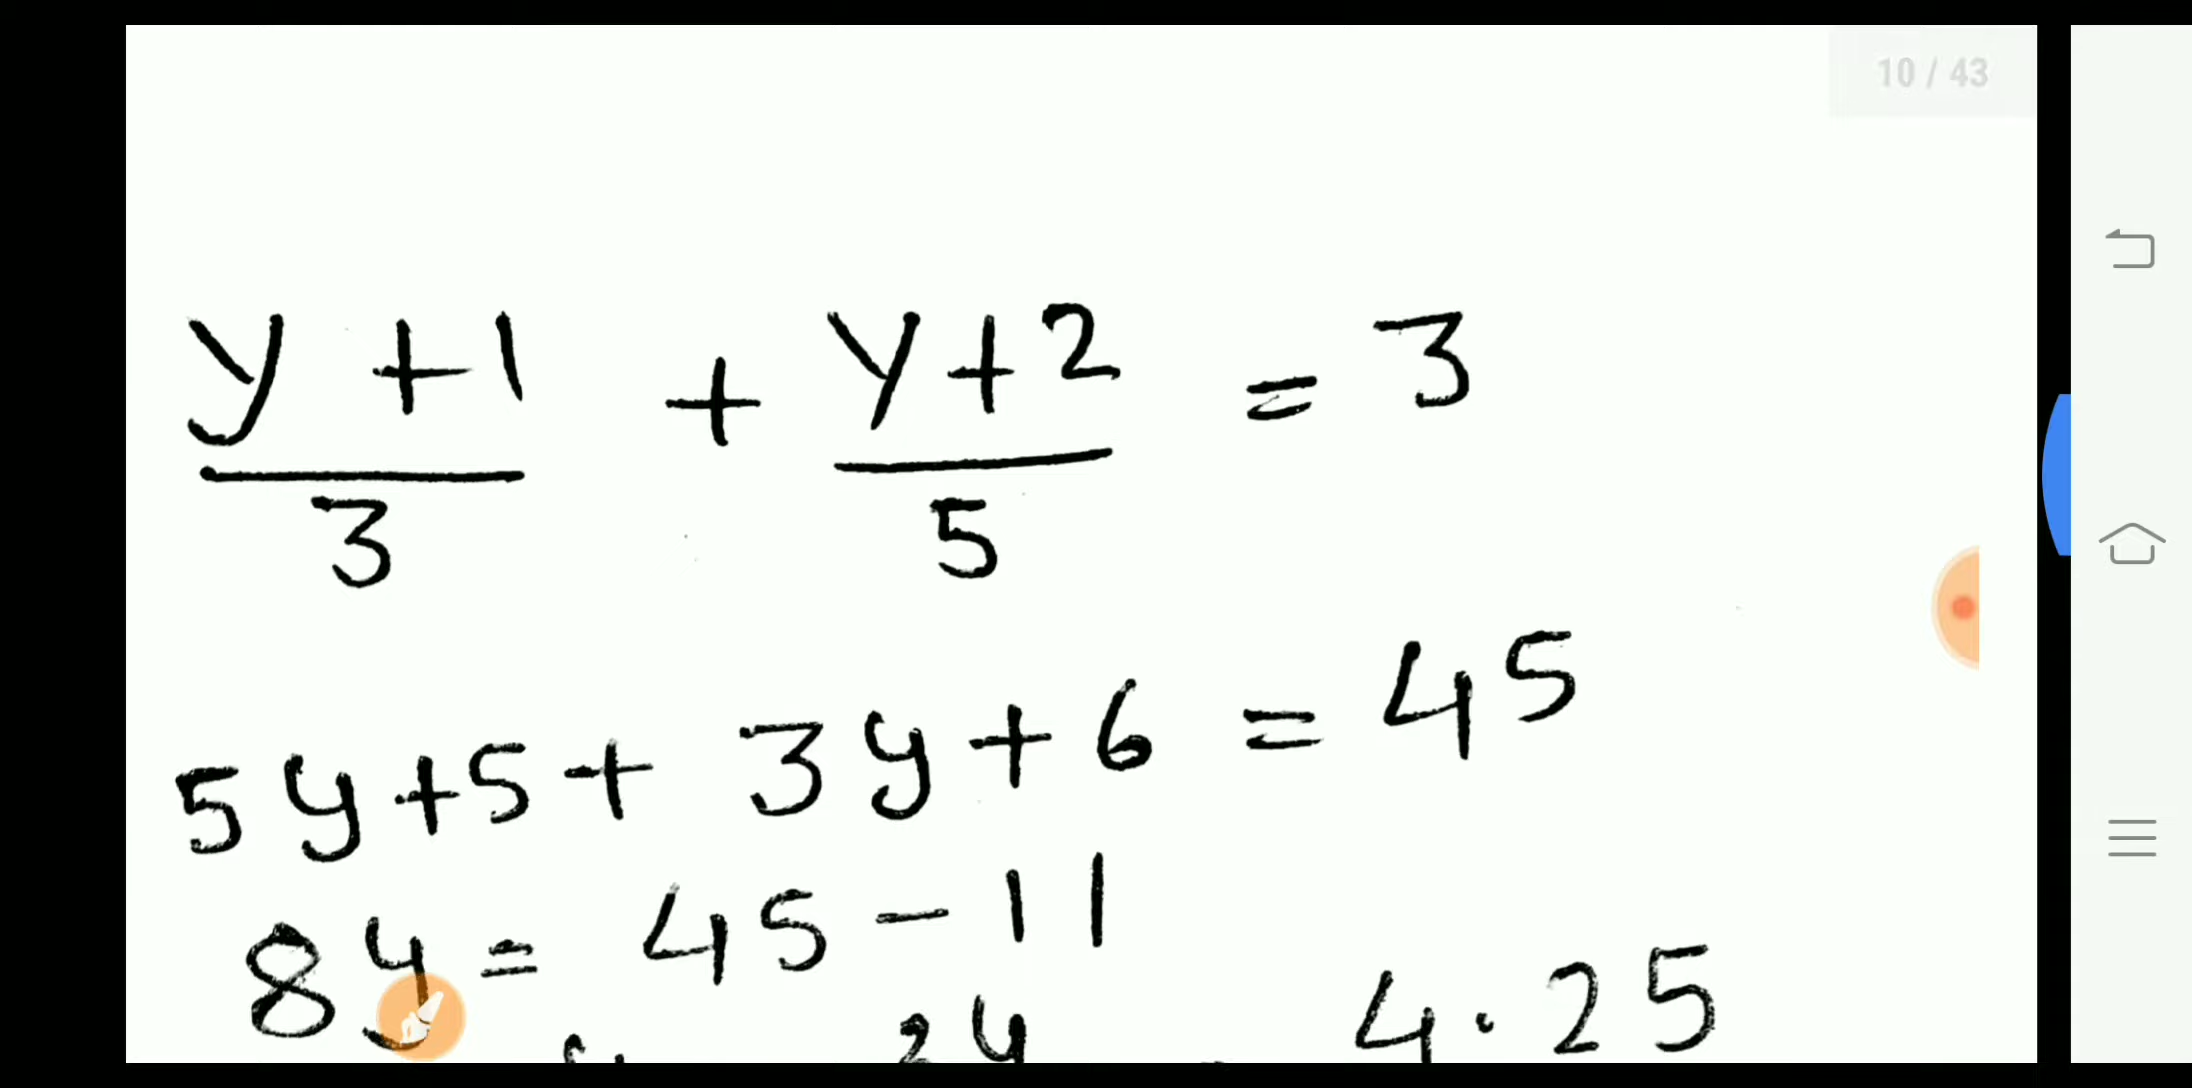 10 / 43
y + 1 / 3 + y + 2 / 5 = 3
5y + 5 + 3y + 6 = 45
8y = 45 - 11
4.25